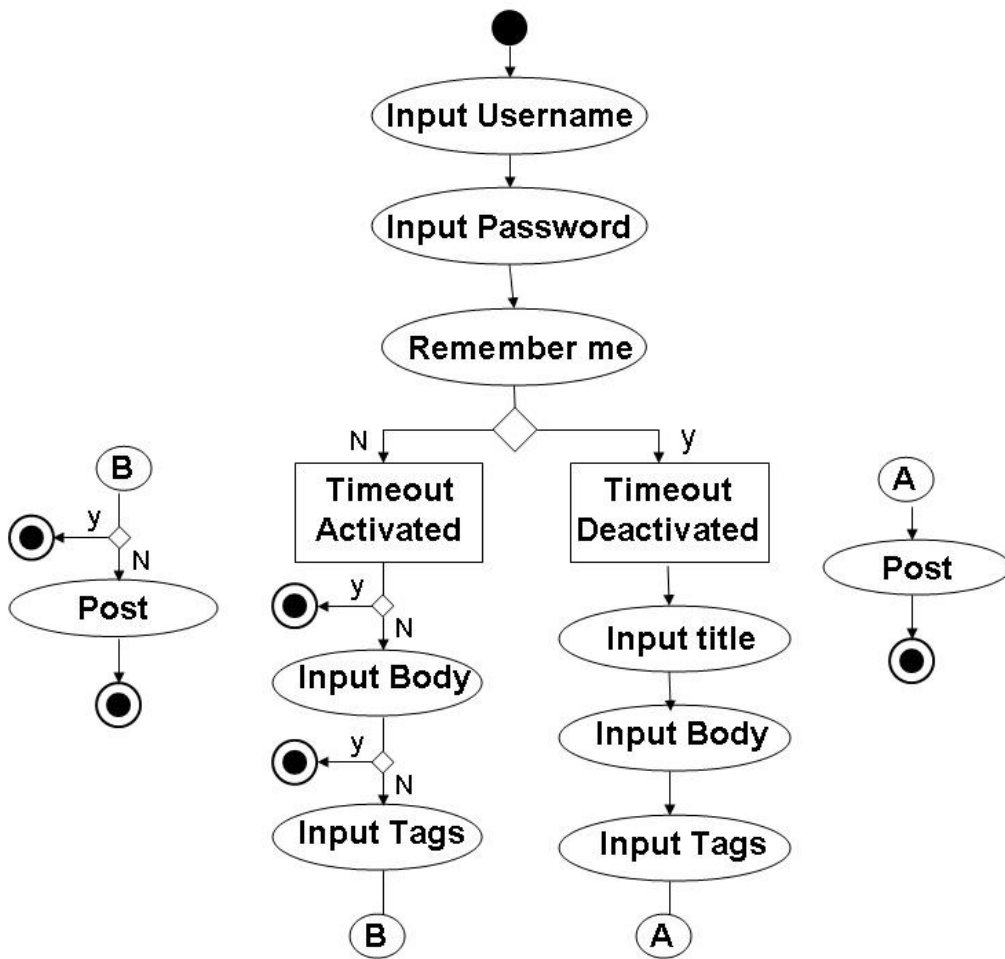 Input Username
Input Password
Remember me
N
y
B
y
N
Post
Timeout
Activated
y
N
Input Body
y
N
Input Tags
B
Timeout
Deactivated
Input title
Input Body
Input Tags
A
A
Post